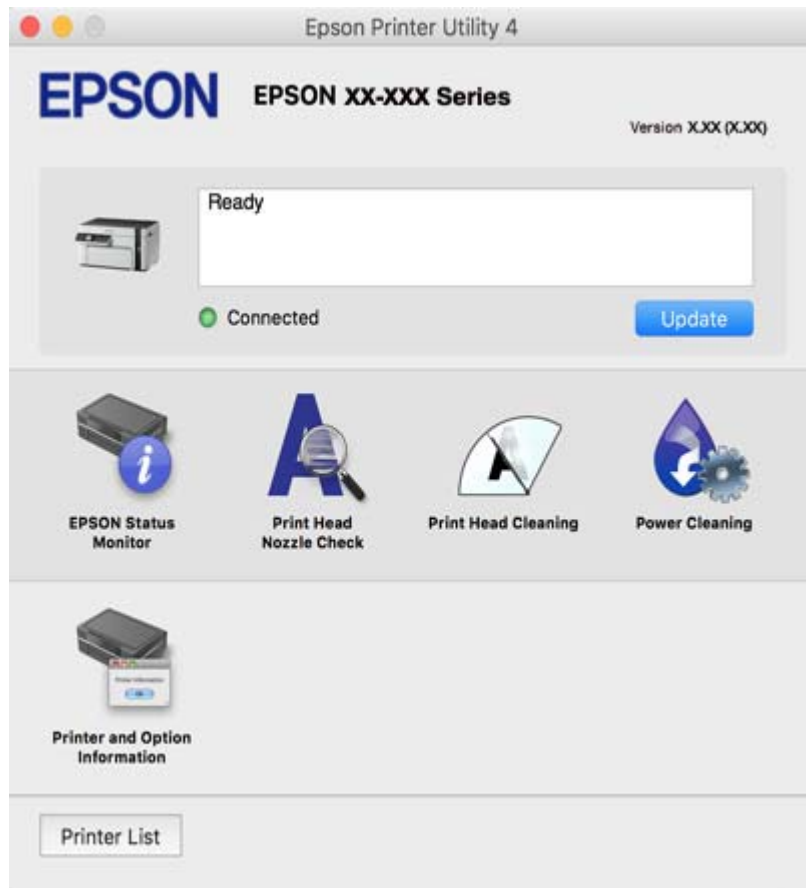 Epson Printer Utility 4
EPSON
EPSON XX-XXX Series
Version X.XX (X.XX)
Ready
Connected
Update
EPSON Status
Monitor
Print Head
Nozzle Check
Print Head Cleaning
Power Cleaning
Printer and Option
Information
Printer List